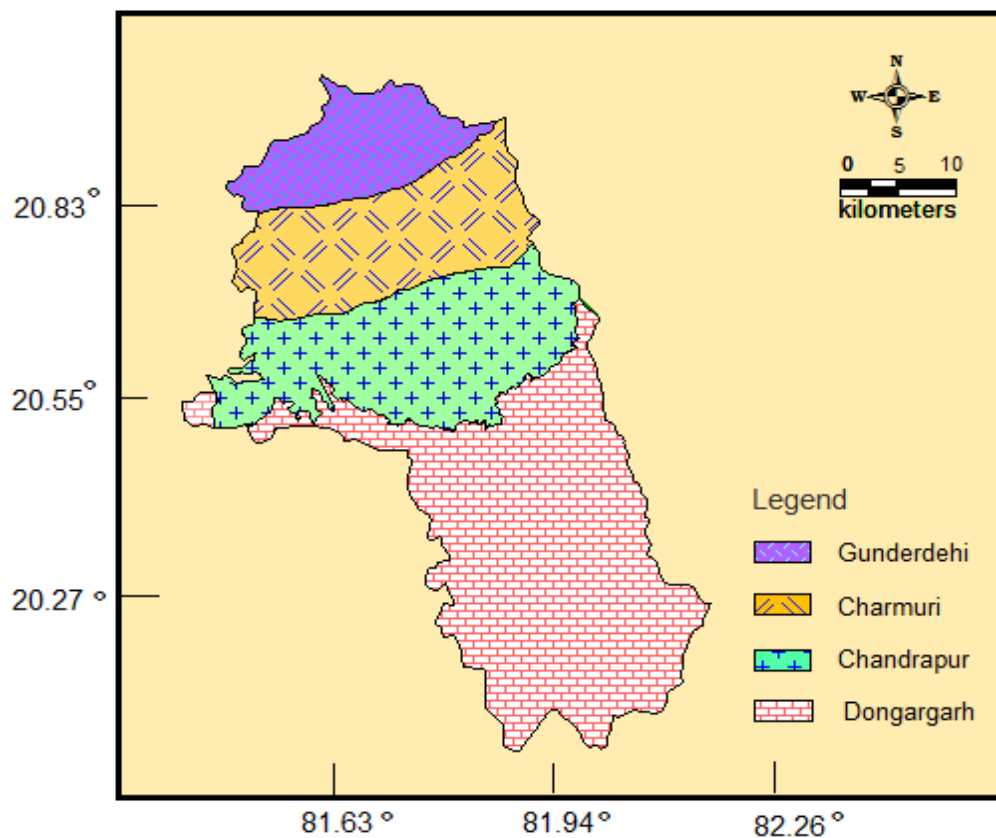 N
W E
S
0 5 10
kilometers
20.83°
20.55°
20.27 °
Legend
Gunderdehi
Charmuri
Chandrapur
Dongargarh
81.63 ° 81.94 ° 82.26 °